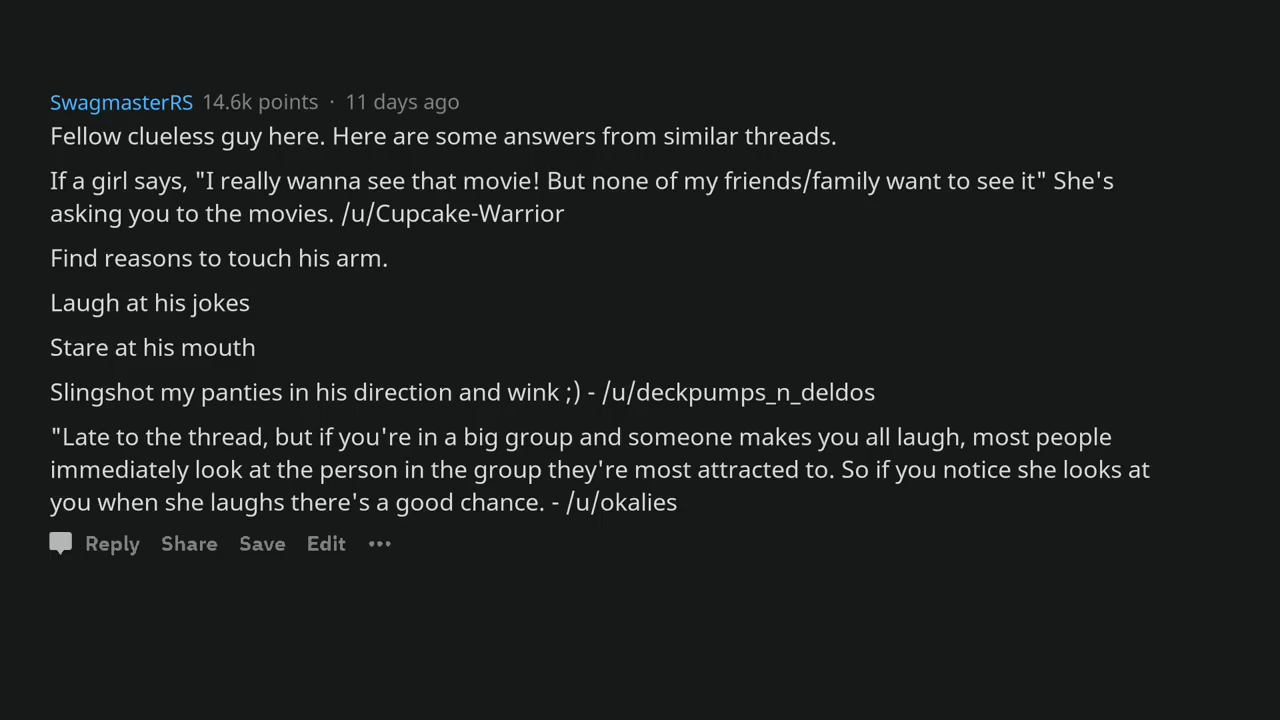 SwagmasterRS 14.6k points · 11 days ago
Fellow clueless guy here. Here are some answers from similar threads.
If a girl says, "I really wanna see that movie! But none of my friends/family want to see it" She's
asking you to the movies. /u/Cupcake-Warrior
Find reasons to touch his arm.
Laugh at his jokes
Stare at his mouth
Slingshot my panties in his direction and wink ;) - /u/deckpumps_n_deldos
"Late to the thread, but if you're in a big group and someone makes you all laugh, most people
immediately look at the person in the group they're most attracted to. So if you notice she looks at
you when she laughs there's a good chance. - /u/okalies
Reply Share Save Edit •••